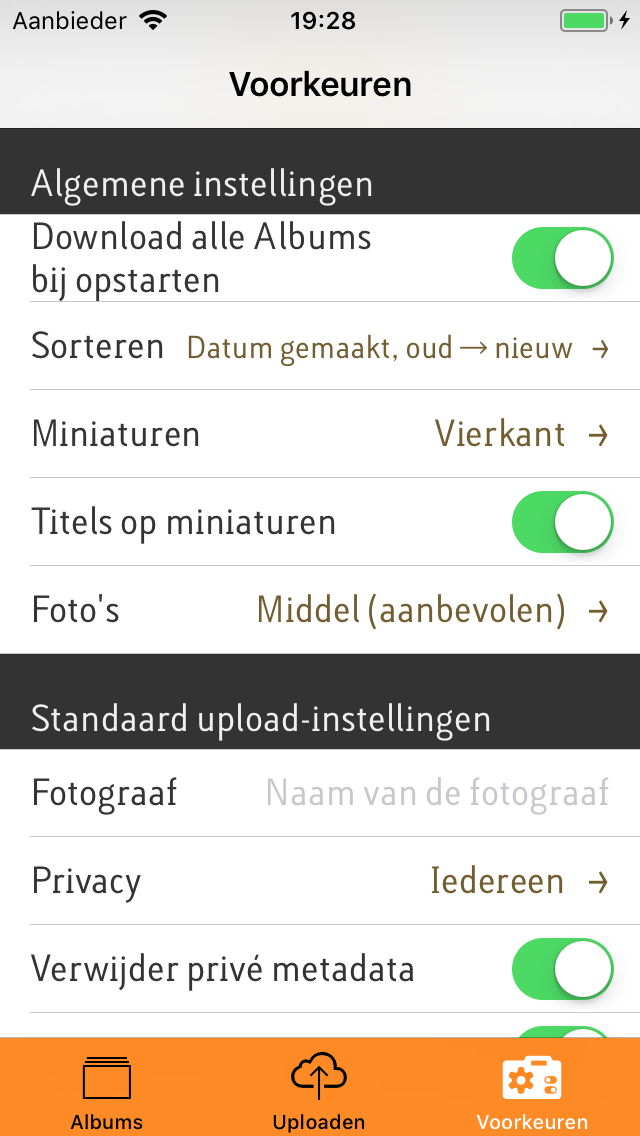 Aanbieder 19:28
Voorkeuren
Algemene instellingen
Download alle Albums
bij opstarten
Sorteren Datum gemaakt, oud → nieuw →
Miniaturen Vierkant →
Titels op miniaturen
Foto's Middel (aanbevolen) →
Standaard upload-instellingen
Fotograaf Naam van de fotograaf
Privacy Iedereen →
Verwijder privé metadata
Albums Uploaden Voorkeuren